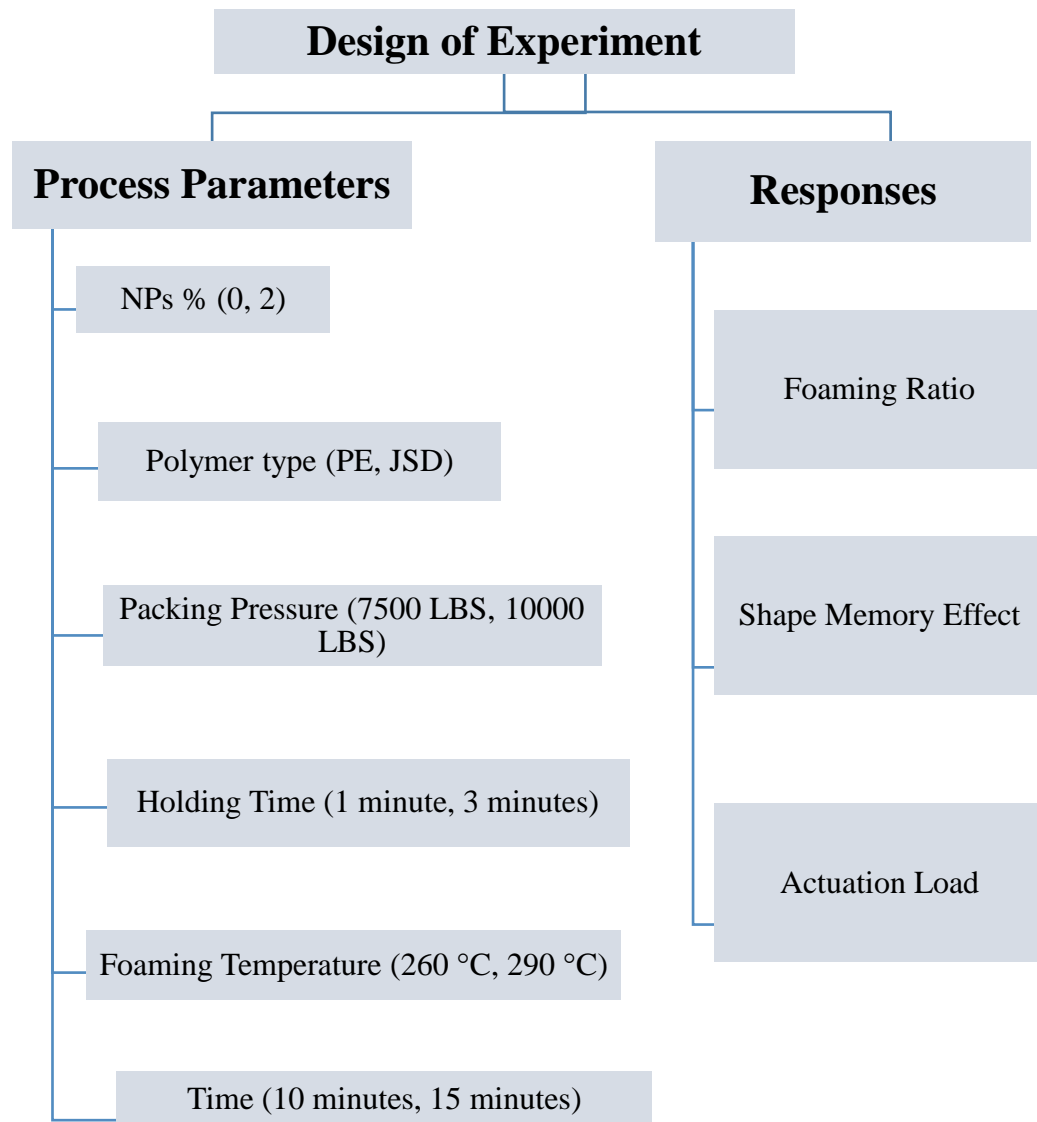 Design of Experiment
Process Parameters
NPs % (0, 2)
Polymer type (PE, JSD)
Packing Pressure (7500 LBS, 10000
LBS)
Holding Time (1 minute, 3 minutes)
Foaming Temperature (260 °C, 290 °C)
Time (10 minutes, 15 minutes)
Responses
Foaming Ratio
Shape Memory Effect
Actuation Load